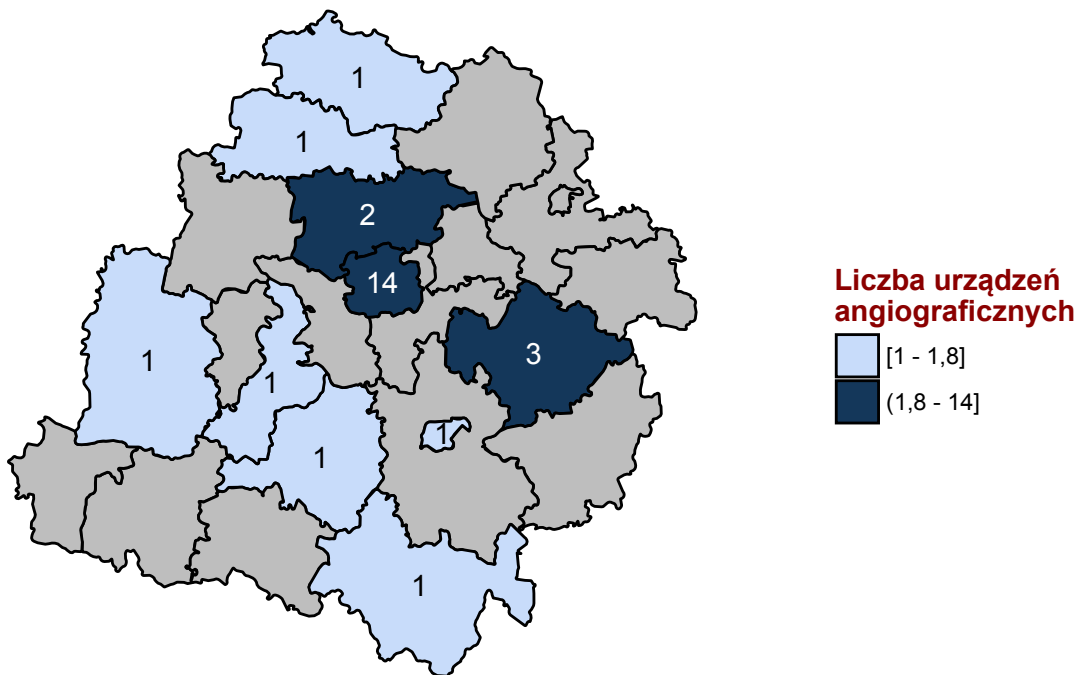 1
1
2
14
3
1
1
1
1
1
Liczba urządzeń
angiograficznych
[1 - 1,8]
(1,8 - 14]